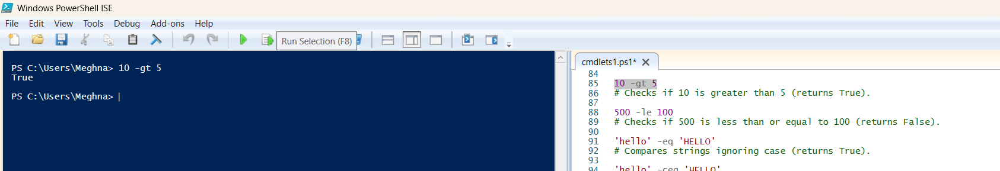 Windows PowerShell ISE
File Edit View Tools Debug Add-ons Help
Run Selection (F8)
PS C:\Users\Meghna> 10 -gt 5
True
PS C:\Users\Meghna>
cmdlets1.ps1*
84
85 10 -gt 5
86 # Checks if 10 is greater than 5 (returns True).
87
88 500 -le 100
89 # Checks if 500 is less than or equal to 100 (returns False).
90
91 'hello' -eq 'HELLO'
92 # Compares strings ignoring case (returns True).
93
94 'hello' -ceq 'HELLO'